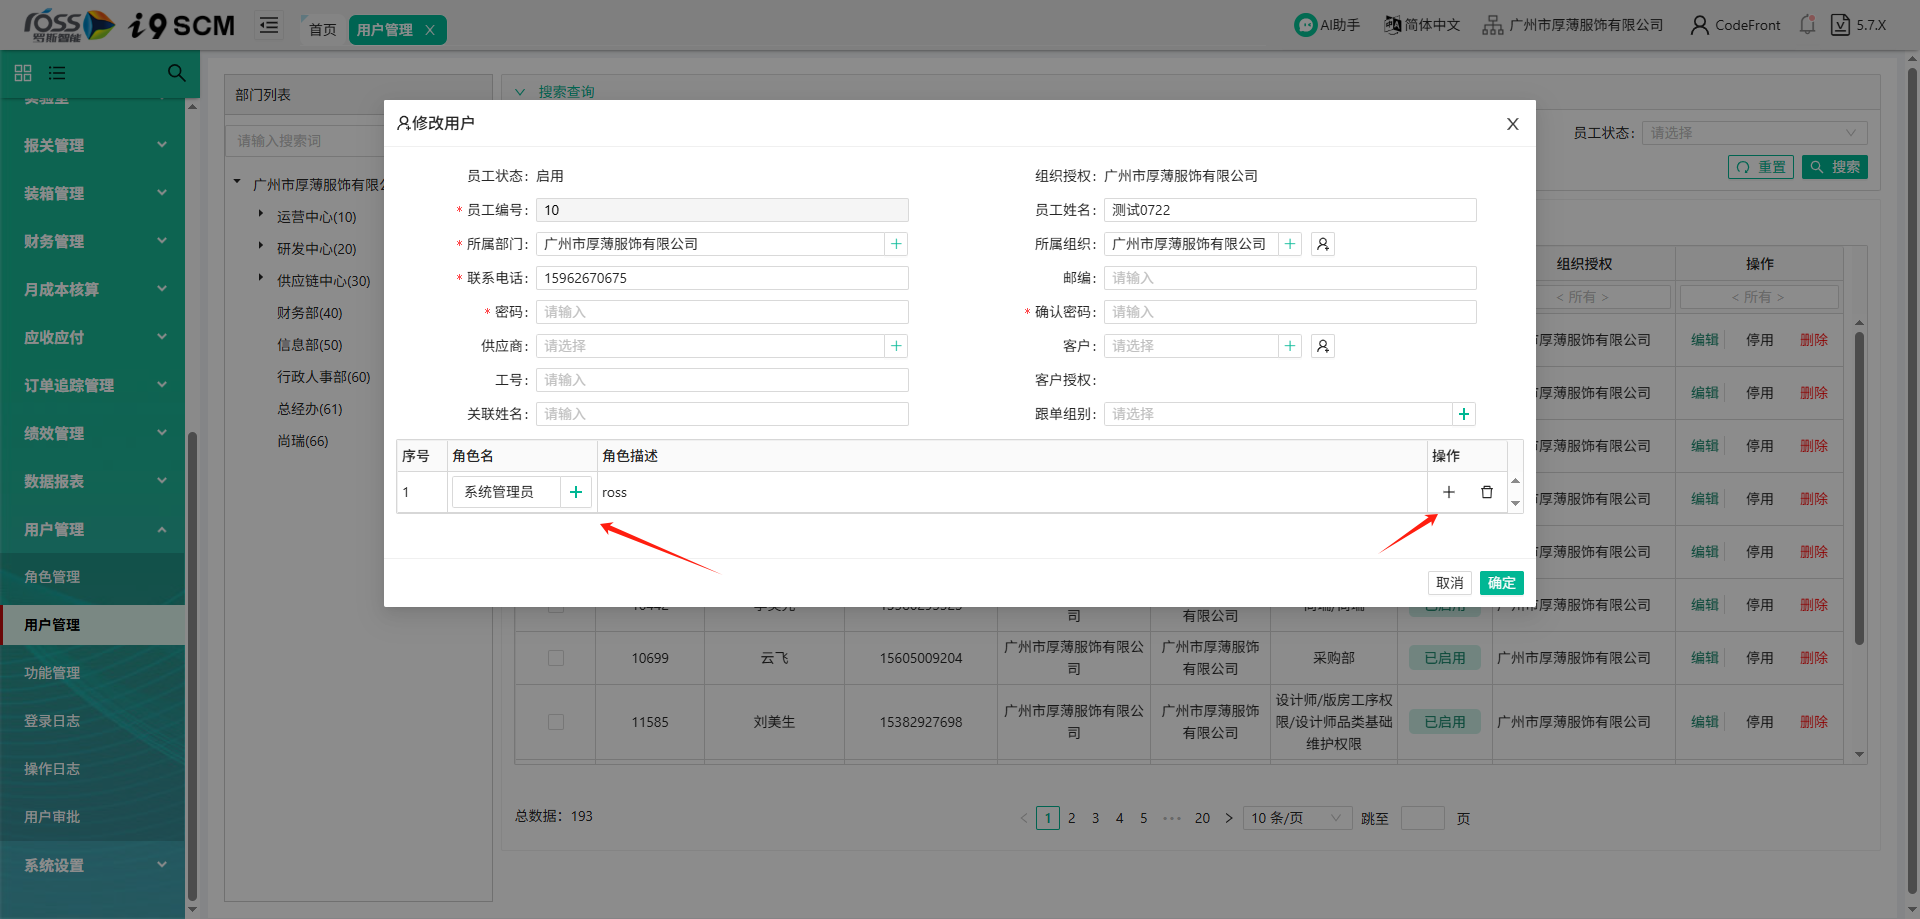 ross
罗斯智能
i9 SCM
首页
用户管理 X
AI助手
简体中文
广州市厚薄服饰有限公司
CodeFront
5.7.X
实验室
报关管理
装箱管理
财务管理
月成本核算
应收应付
订单追踪管理
绩效管理
数据报表
用户管理
角色管理
用户管理
功能管理
登录日志
操作日志
用户审批
系统设置
部门列表
请输入搜索词
广州市厚薄服饰有限公
运营中心(10)
研发中心(20)
供应链中心(30)
财务部(40)
信息部(50)
行政人事部(60)
总经办(61)
尚瑞(66)
搜索查询
员工状态: 请选择
重置 搜索
修改用户 X
员工状态: 启用
组织授权: 广州市厚薄服饰有限公司
* 员工编号: 10
员工姓名: 测试0722
* 所属部门: 广州市厚薄服饰有限公司 +
所属组织: 广州市厚薄服饰有限公司 +
* 联系电话: 15962670675
邮编: 请输入
* 密码: 请输入
* 确认密码: 请输入
供应商: 请选择 +
客户: 请选择 +
工号: 请输入
客户授权:
关联姓名: 请输入
跟单组别: 请选择 +
序号 角色名 角色描述 操作
1 系统管理员 + ross +
取消 确定
组织授权 操作
< 所有 > < 所有 >
厚薄服饰有限公司 编辑 停用 删除
厚薄服饰有限公司 编辑 停用 删除
厚薄服饰有限公司 编辑 停用 删除
厚薄服饰有限公司 编辑 停用 删除
厚薄服饰有限公司 编辑 停用 删除
司 有限公司 广州市厚薄服饰有限公司 编辑 停用 删除
10699 云飞 15605009204 广州市厚薄服饰有限公司 广州市厚薄服饰有限公司 采购部 已启用 广州市厚薄服饰有限公司 编辑 停用 删除
11585 刘美生 15382927698 广州市厚薄服饰有限公司 广州市厚薄服饰有限公司 设计师/版房工序权限/设计师品类基础维护权限 已启用 广州市厚薄服饰有限公司 编辑 停用 删除
总数据: 193
< 1 2 3 4 5 ••• 20 > 10 条/页 跳至 页